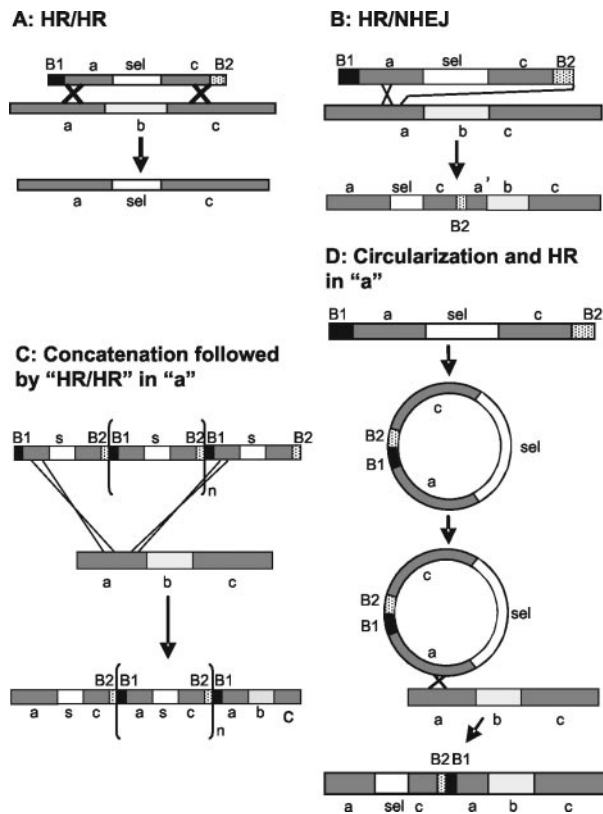 A: HR/HR
B1 a sel c B2
a b c
a sel c
B: HR/NHEJ
B1 a sel c B2
a b c
a sel c a' b c
B2
C: Concatenation followed
by “HR/HR” in “a”
B1 s B2 B1 s B2 B1 s B2
n
a b c
B2 B1 B2 B1
a s c a s c a b C
n
D: Circularization and HR
in “a”
B1 a sel c B2
c
B2
sel
B1
a
c
B2
sel
B1
a
a b c
B2 B1
a sel c a b c